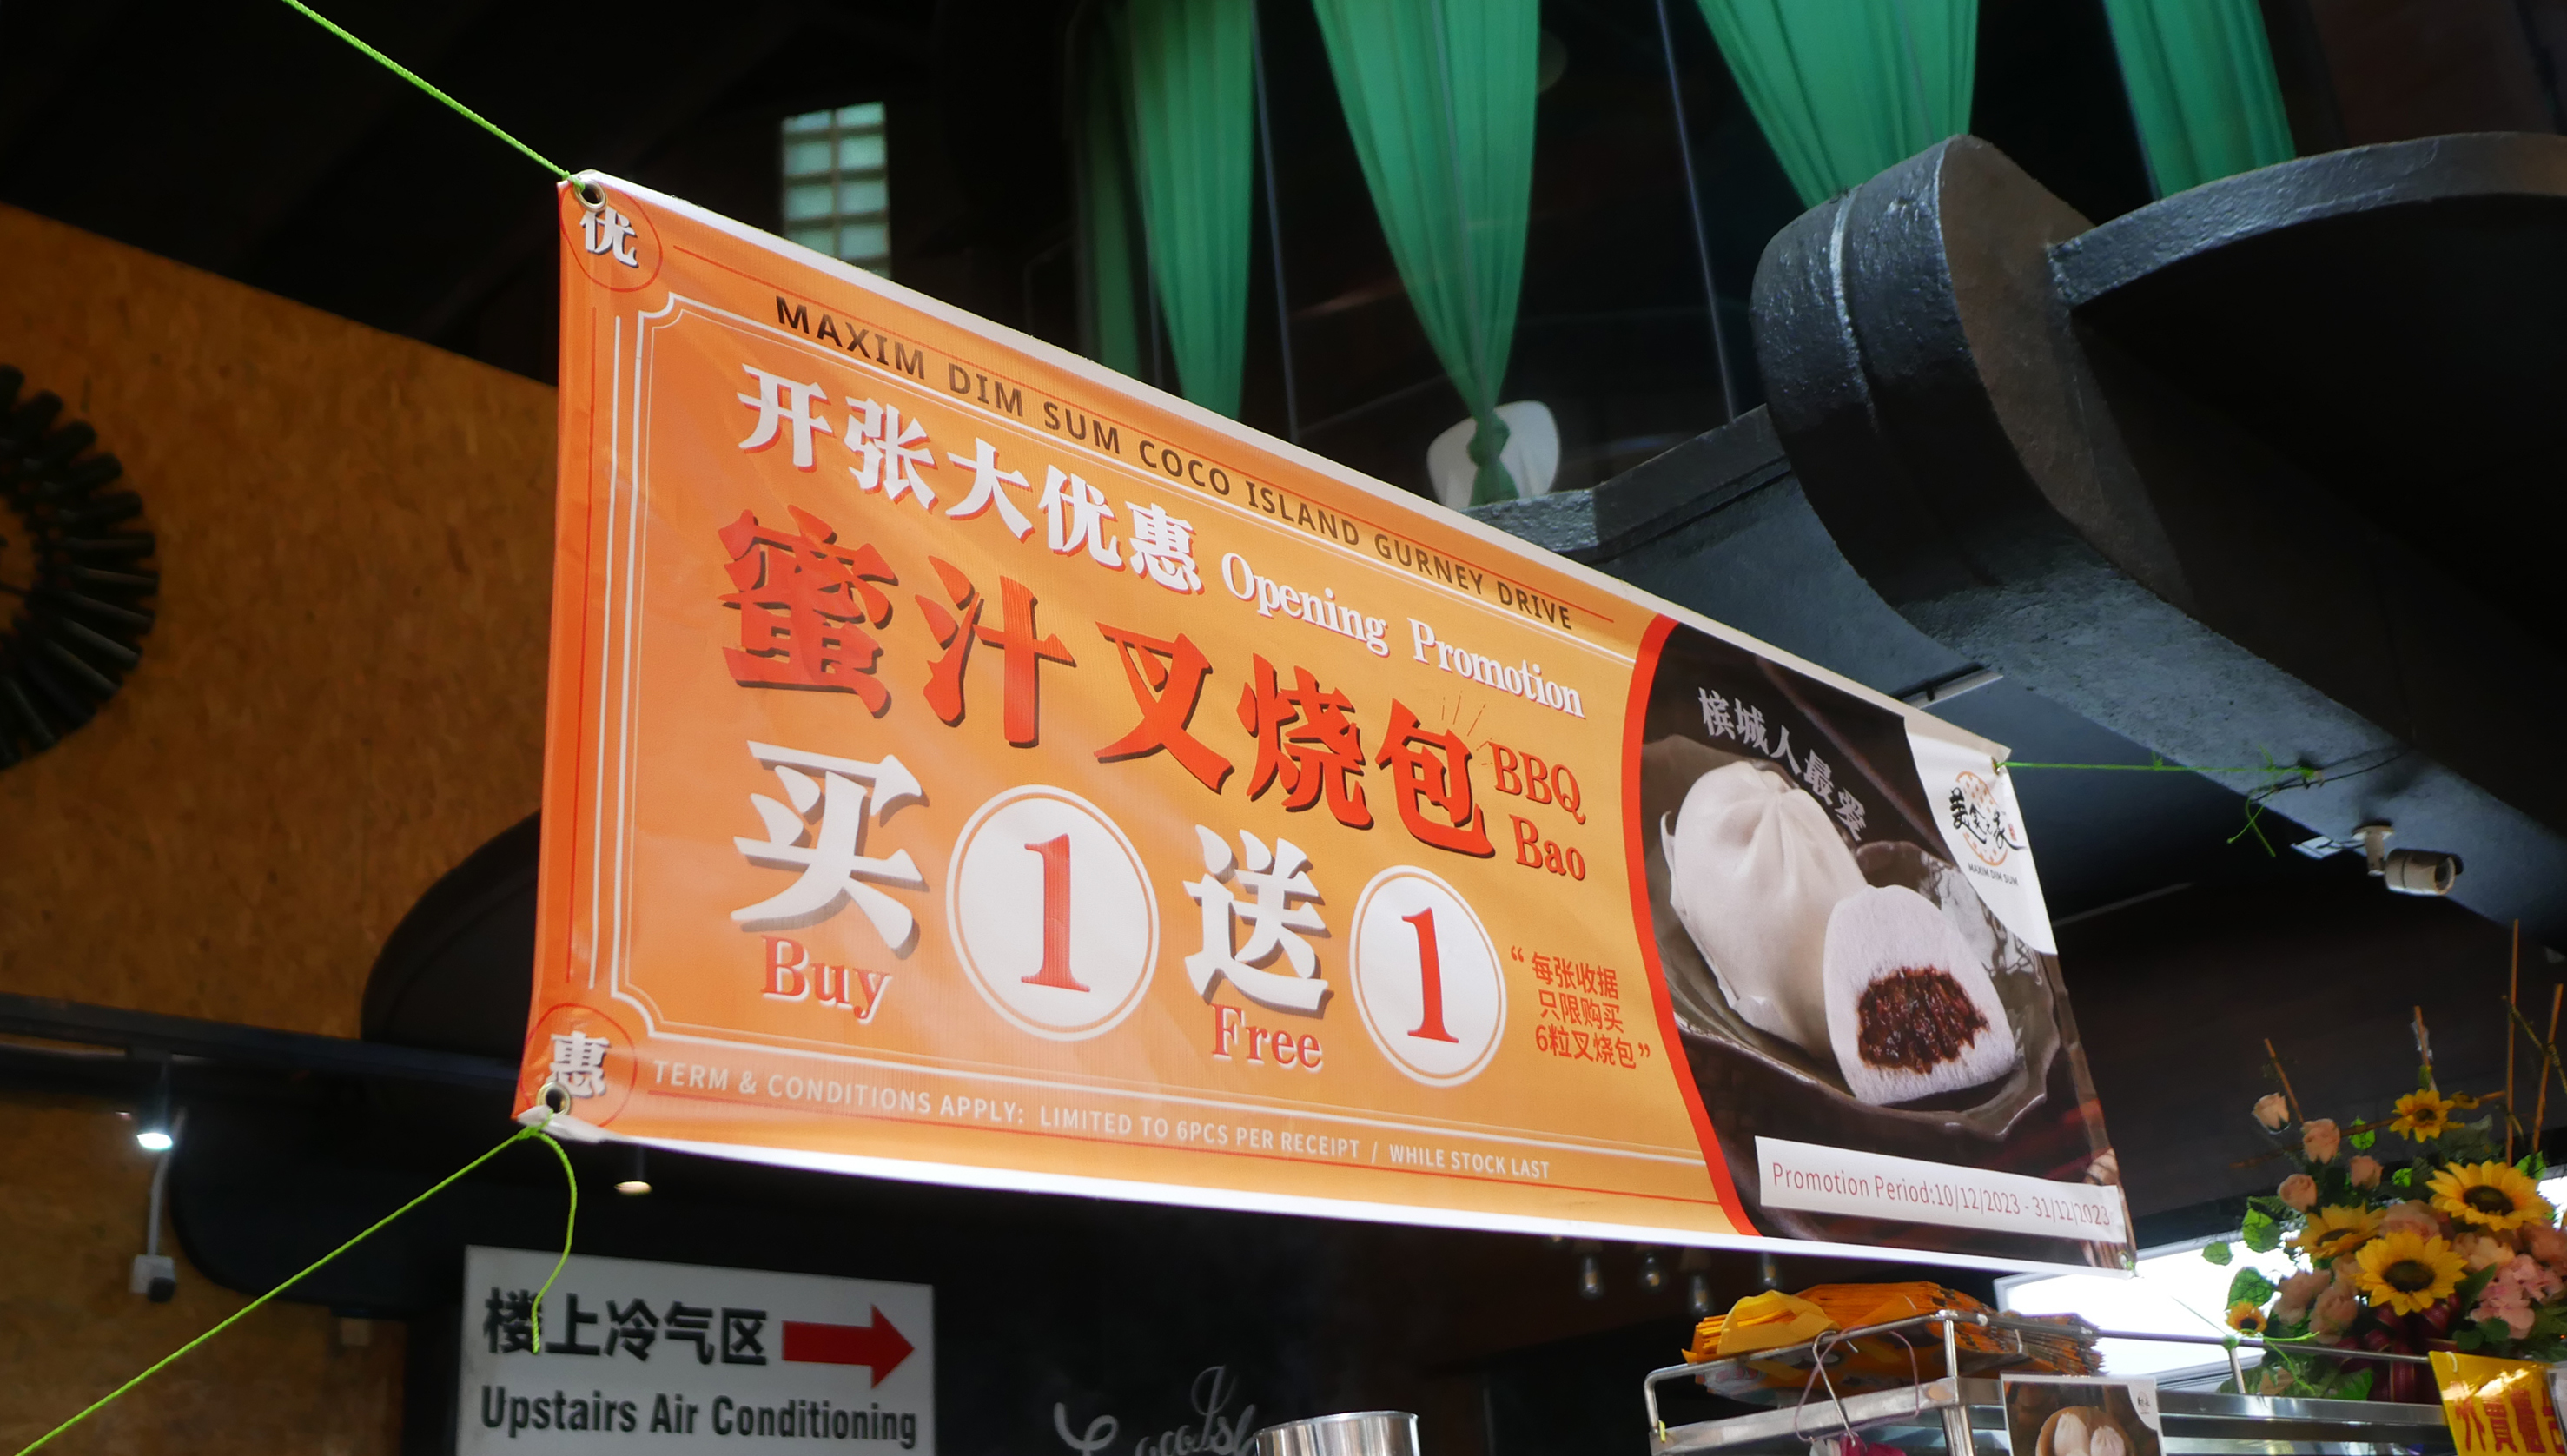 优
惠
MAXIM DIM SUM COCO ISLAND GURNEY DRIVE
开张大优惠 Opening Promotion
蜜汁叉烧包
BBQ
Bao
买1送1
Buy
Free
“每张收据
只限购买
6粒叉烧包”
TERM & CONDITIONS APPLY: LIMITED TO 6PCS PER RECEIPT / WHILE STOCK LAST
槟城人最爱
MAXIM DIM SUM
Promotion Period:10/12/2023 - 31/12/2023
楼上冷气区
Upstairs Air Conditioning